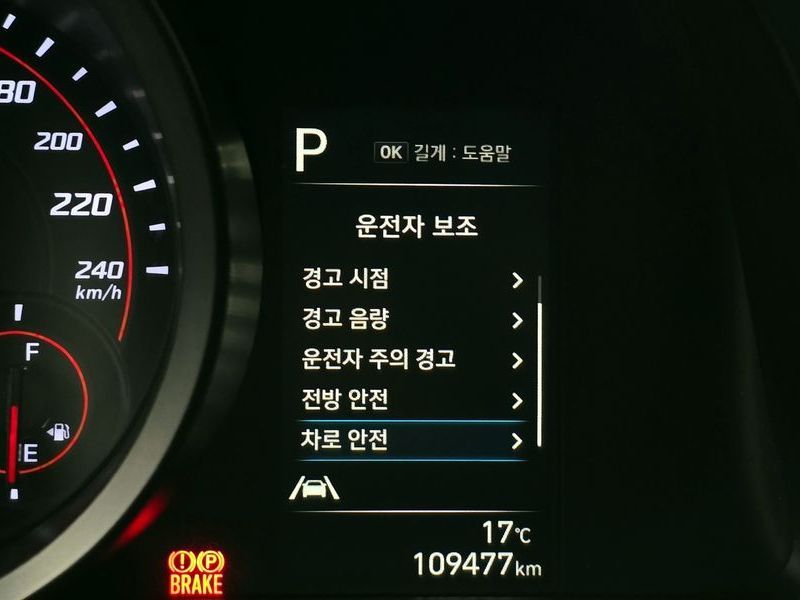 200
220
240
km/h
F
E
P
OK 길게 : 도움말
운전자 보조
경고 시점
경고 음량
운전자 주의 경고
전방 안전
차로 안전
17℃
109477km
(!) (P)
BRAKE